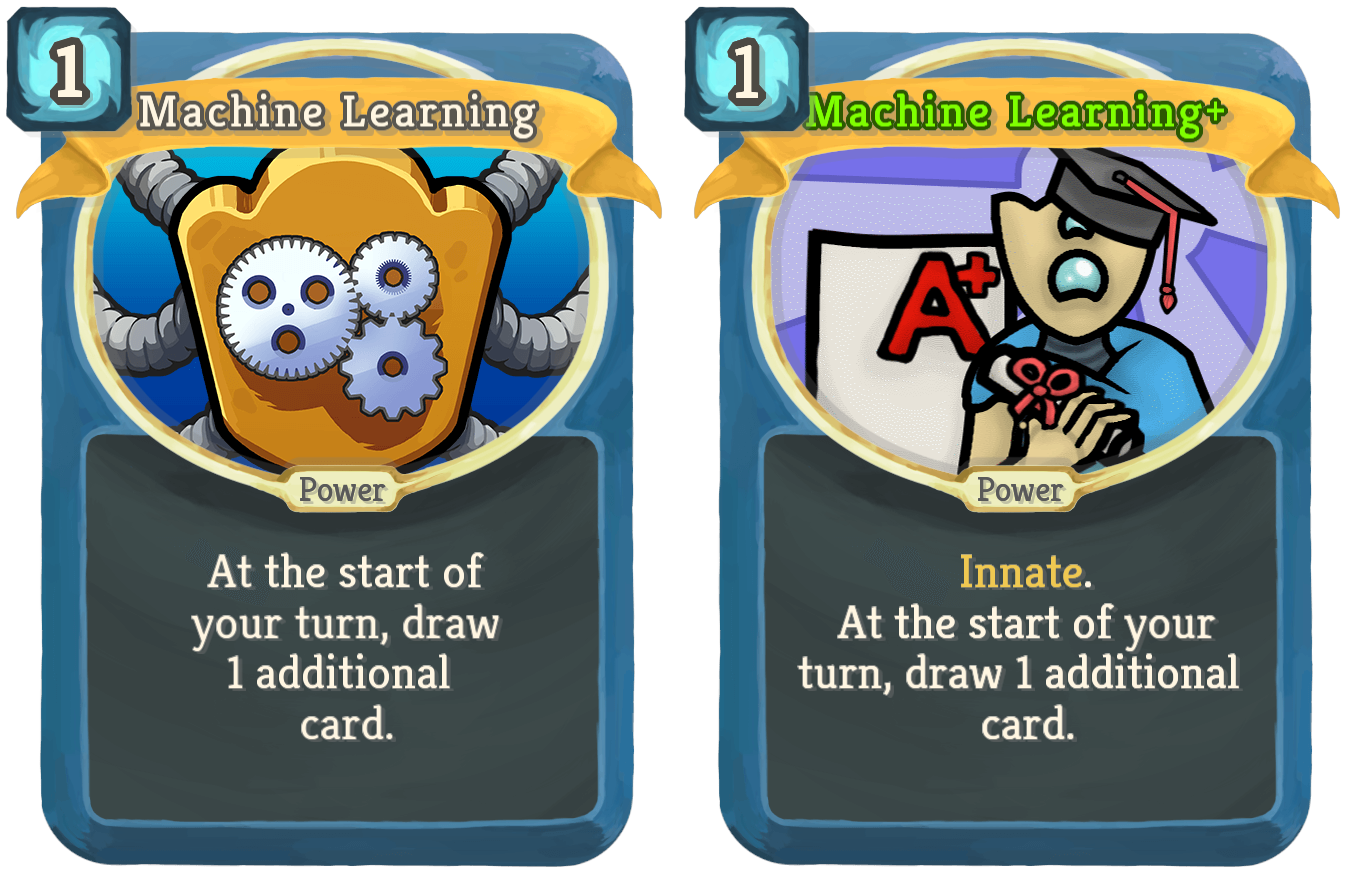 1
Machine Learning
Power
At the start of
your turn, draw
1 additional
card.
1
Machine Learning+
A+
Power
Innate.
At the start of your
turn, draw 1 additional
card.